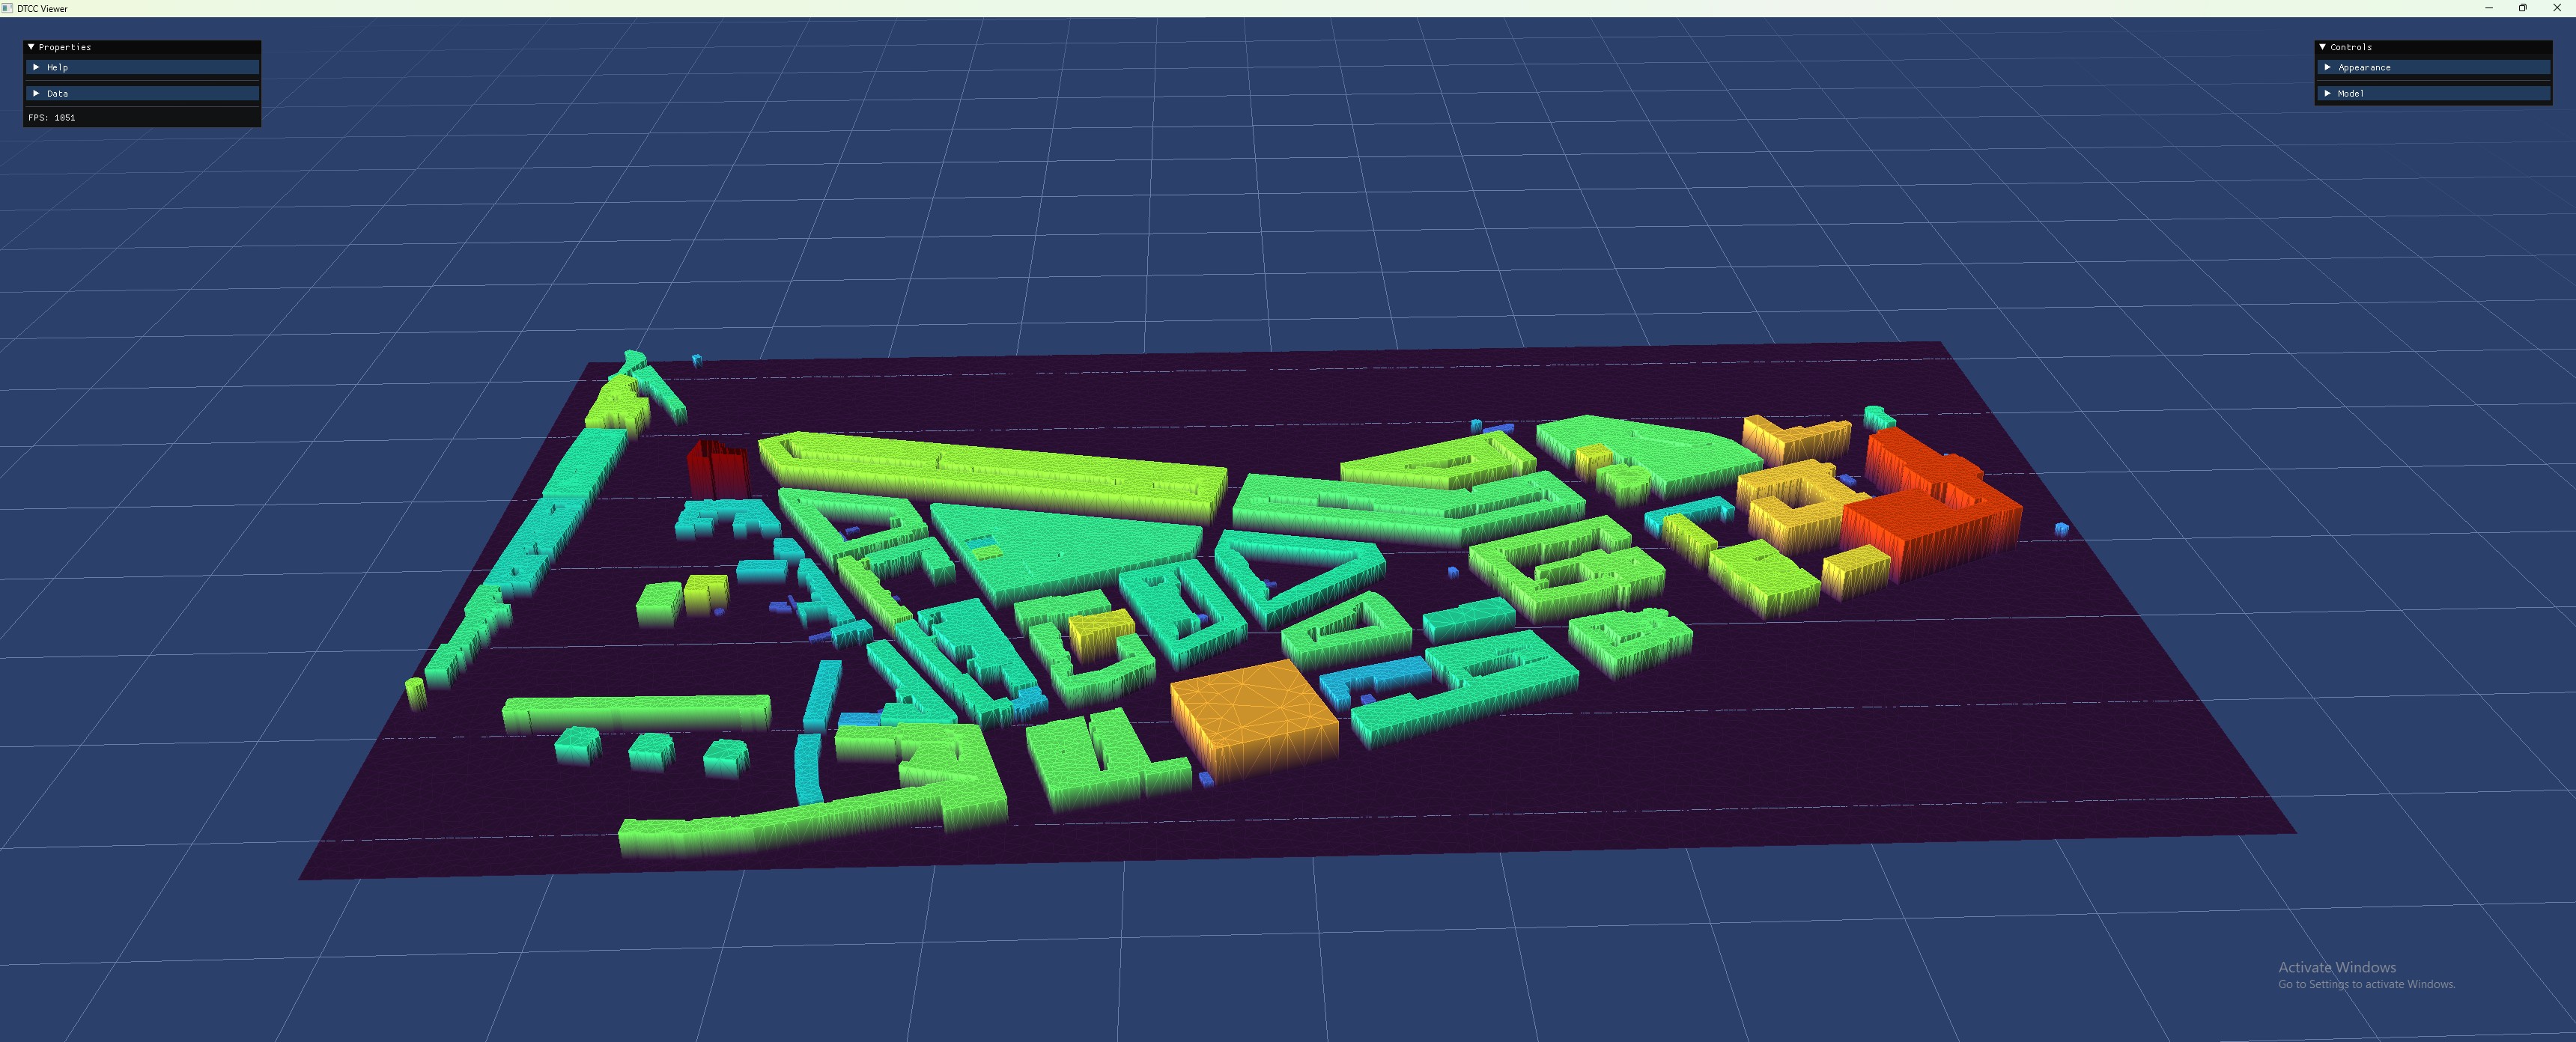 DTCC Viewer
Properties
Help
Data
FPS: 1051
Controls
Appearance
Model
Activate Windows
Go to Settings to activate Windows.